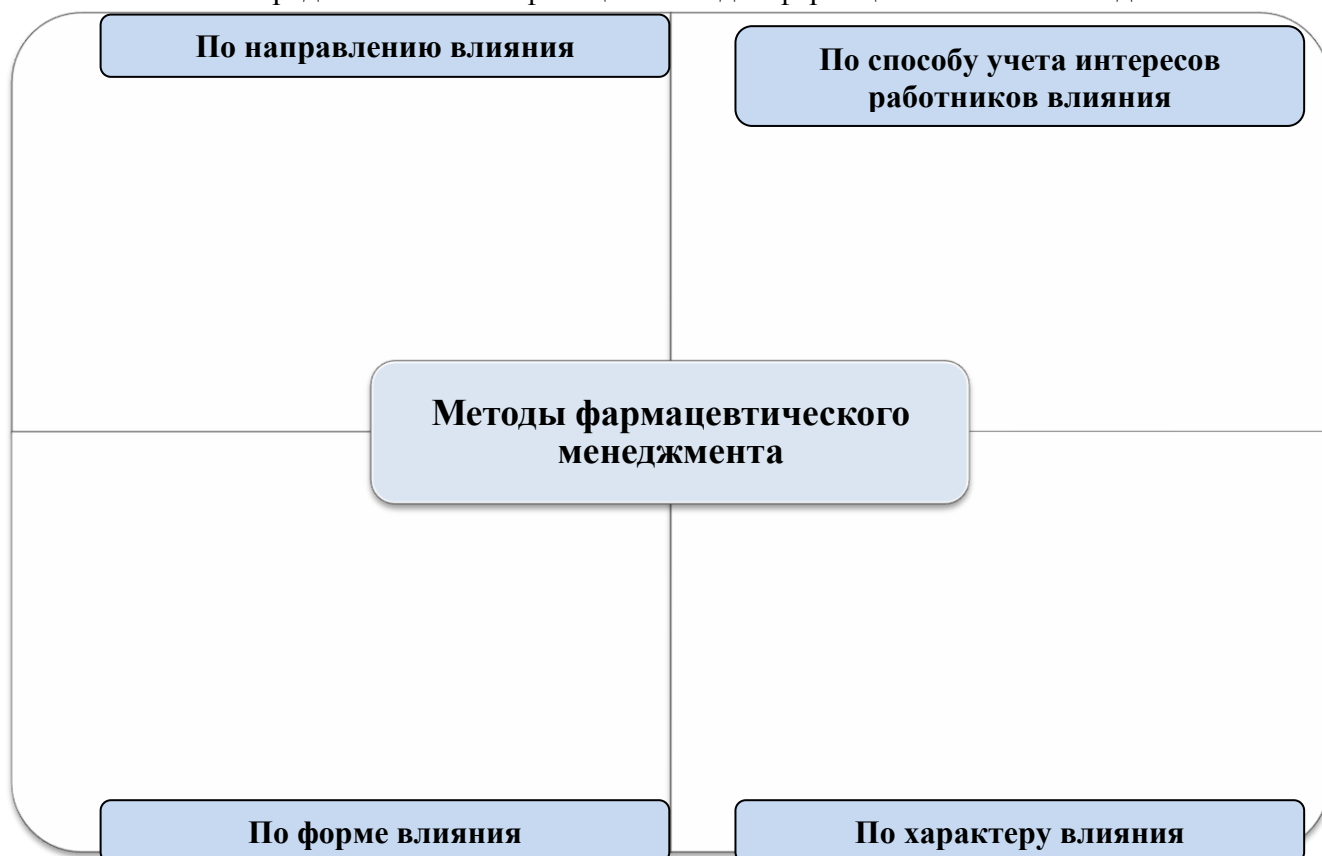 По направлению влияния
По способу учета интересов
работников влияния
Методы фармацевтического
менеджмента
По форме влияния
По характеру влияния